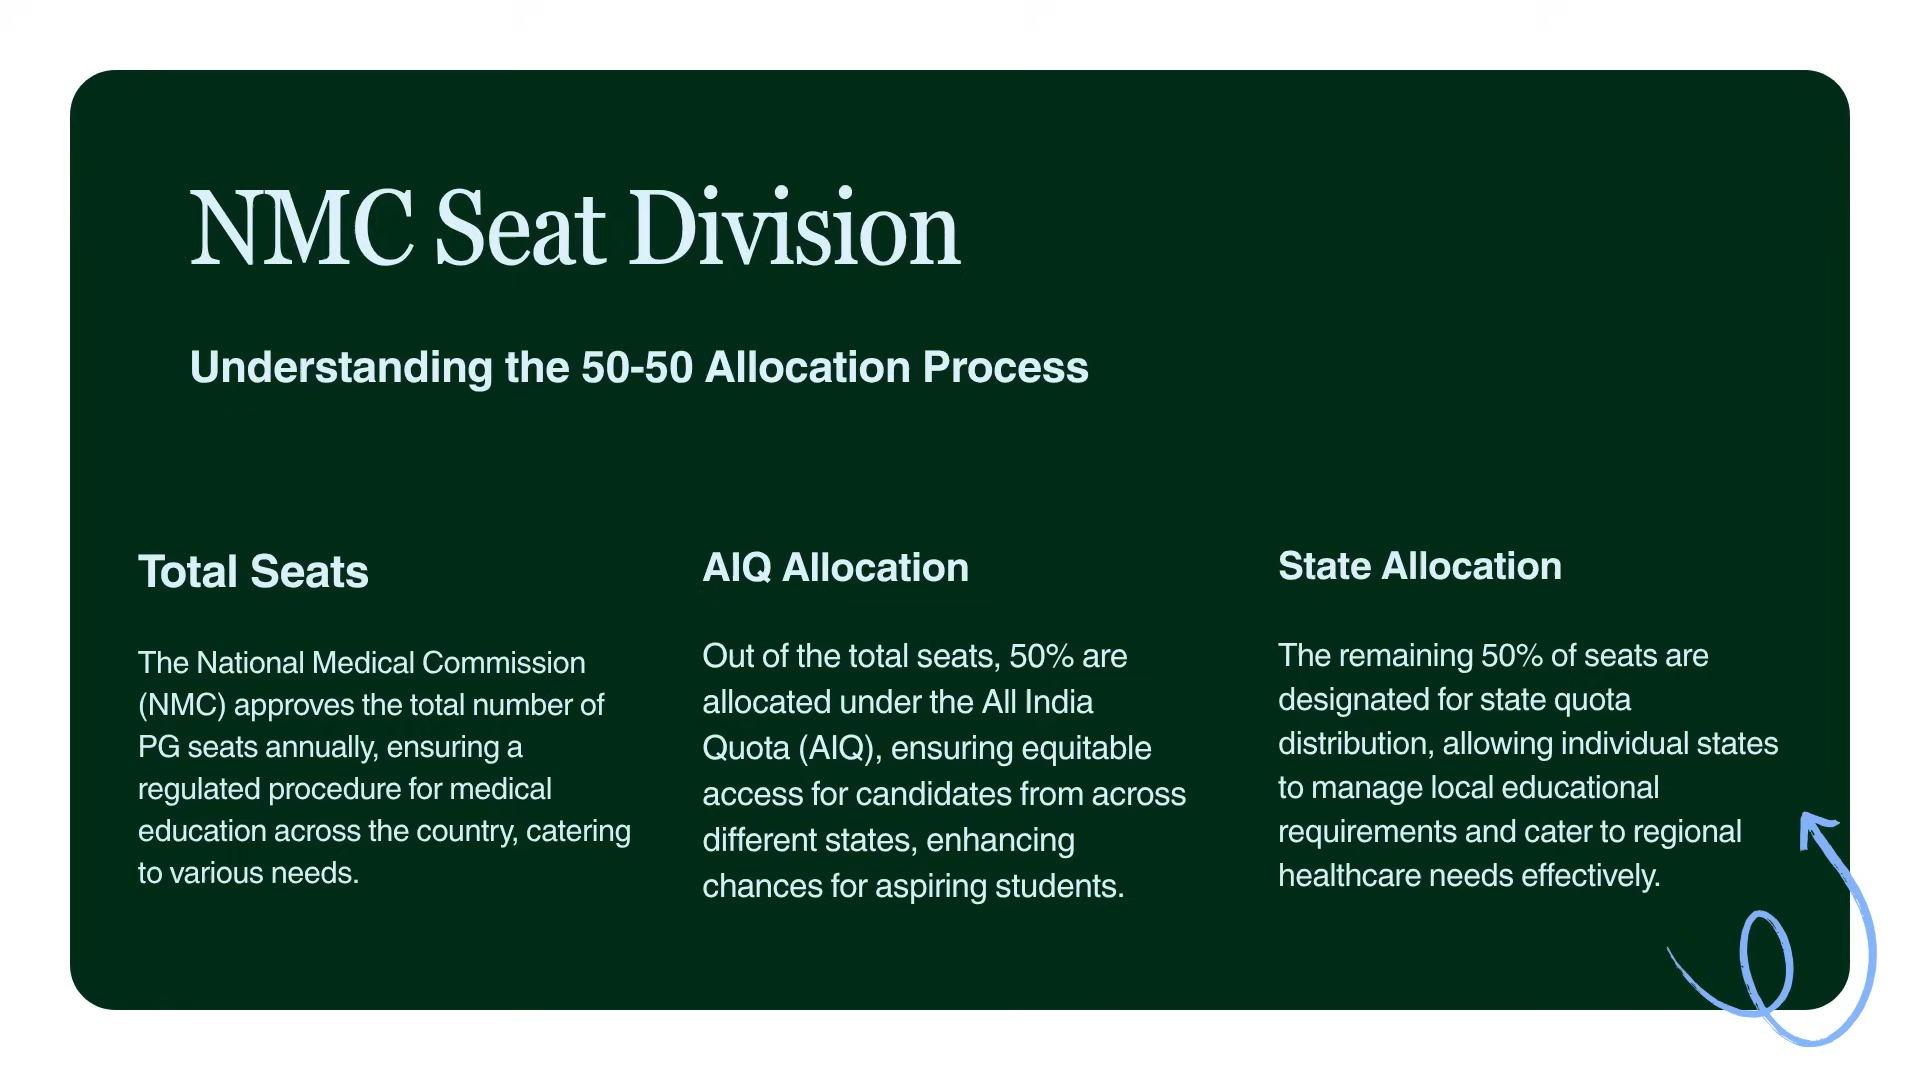 NMC Seat Division
Understanding the 50-50 Allocation Process
Total Seats
The National Medical Commission
(NMC) approves the total number of
PG seats annually, ensuring a
regulated procedure for medical
education across the country, catering
to various needs.
AIQ Allocation
Out of the total seats, 50% are
allocated under the All India
Quota (AIQ), ensuring equitable
access for candidates from across
different states, enhancing
chances for aspiring students.
State Allocation
The remaining 50% of seats are
designated for state quota
distribution, allowing individual states
to manage local educational
requirements and cater to regional
healthcare needs effectively.